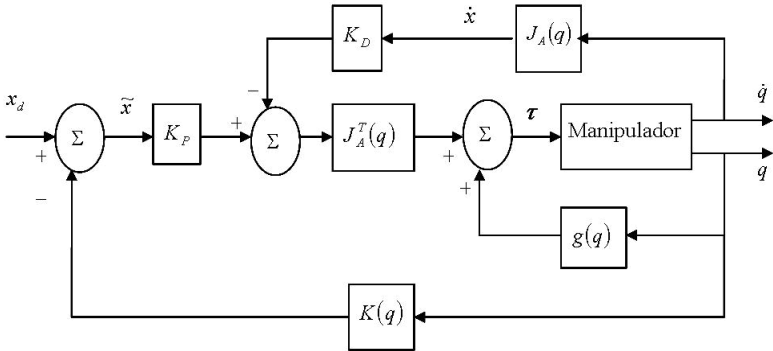 ẋ
K_D
J_A(q)
−
x_d
x̃
q̇
Σ
K_P
+
Σ
J_A^T(q)
Σ
τ
Manipulador
+
+
q
−
+
g(q)
K(q)